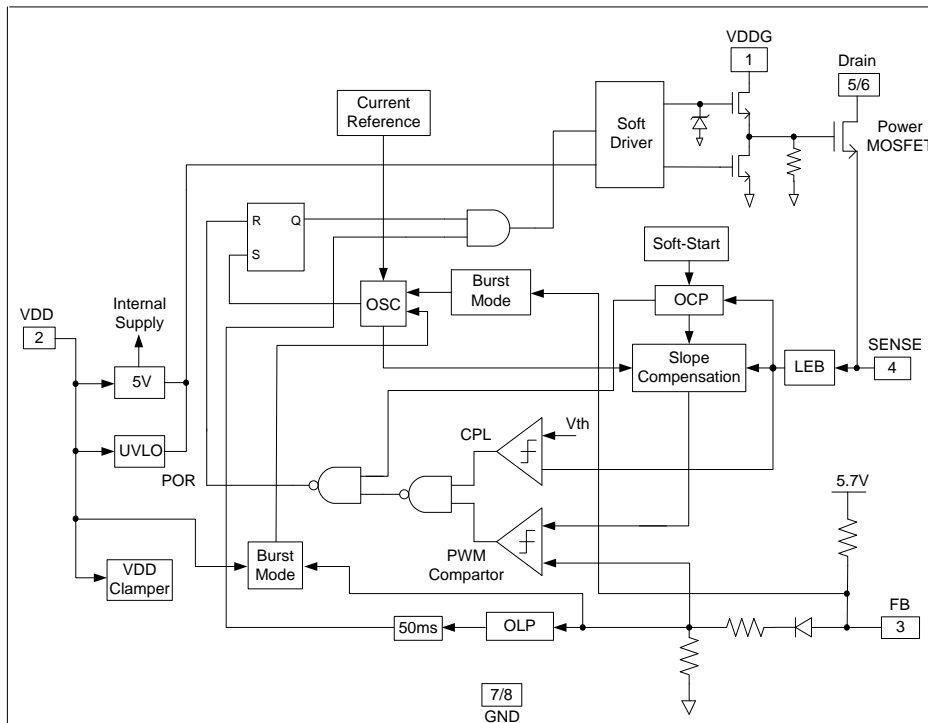 VDDG
1
Drain
5/6
Current
Reference
Soft
Driver
Power
MOSFET
R
Q
S
Soft-Start
Internal
Supply
OSC
Burst
Mode
OCP
VDD
2
SENSE
4
5V
Slope
Compensation
LEB
CPL
Vth
UVLO
POR
5.7V
Burst
Mode
PWM
Compartor
VDD
Clamper
FB
3
50ms
OLP
7/8
GND